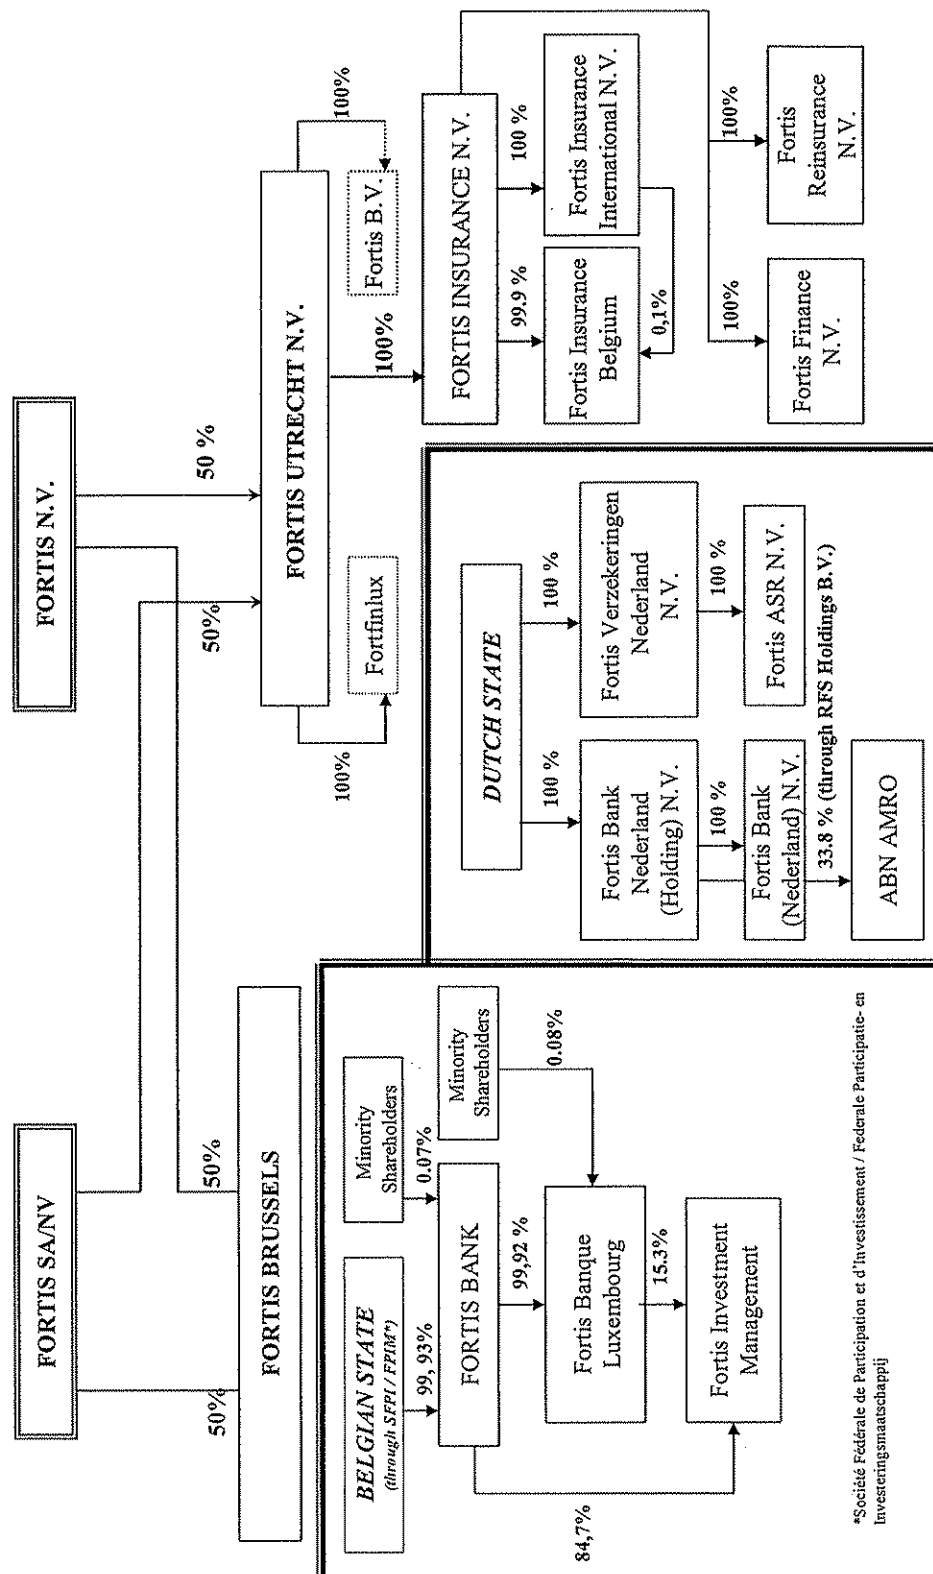 FORTIS SA/NV
FORTIS N.V.
50%
50%
50%
50 %
FORTIS BRUSSELS
FORTIS UTRECHT N.V.
100%
Fortfinlux
100%
Fortis B.V.
100%
FORTIS INSURANCE N.V.
99.9 %
100 %
Fortis Insurance
Belgium
Fortis Insurance
International N.V.
0,1%
100%
100%
Fortis Finance
N.V.
Fortis
Reinsurance
N.V.
BELGIAN STATE
(through SFPI / FPIM*)
Minority
Shareholders
99,93%
0.07%
FORTIS BANK
Minority
Shareholders
99,92 %
0.08%
Fortis Banque
Luxembourg
84,7%
15.3%
Fortis Investment
Management
DUTCH STATE
100 %
100 %
Fortis Bank
Nederland
(Holding) N.V.
Fortis Verzekeringen
Nederland
N.V.
100 %
100 %
Fortis Bank
(Nederland) N.V.
Fortis ASR N.V.
33.8 % (through RFS Holdings B.V.)
ABN AMRO
*Société Fédérale de Participation et d'Investissement / Federale Participatie- en
Investeringsmaatschappij